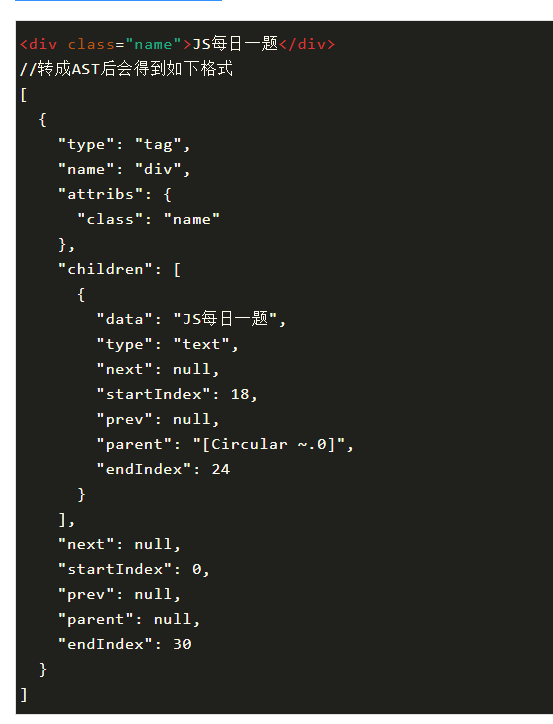 <div class="name">JS每日一题</div>
//转成AST后会得到如下格式
[
  {
    "type": "tag",
    "name": "div",
    "attribs": {
      "class": "name"
    },
    "children": [
      {
        "data": "JS每日一题",
        "type": "text",
        "next": null,
        "startIndex": 18,
        "prev": null,
        "parent": "[Circular ~.0]",
        "endIndex": 24
      }
    ],
    "next": null,
    "startIndex": 0,
    "prev": null,
    "parent": null,
    "endIndex": 30
  }
]